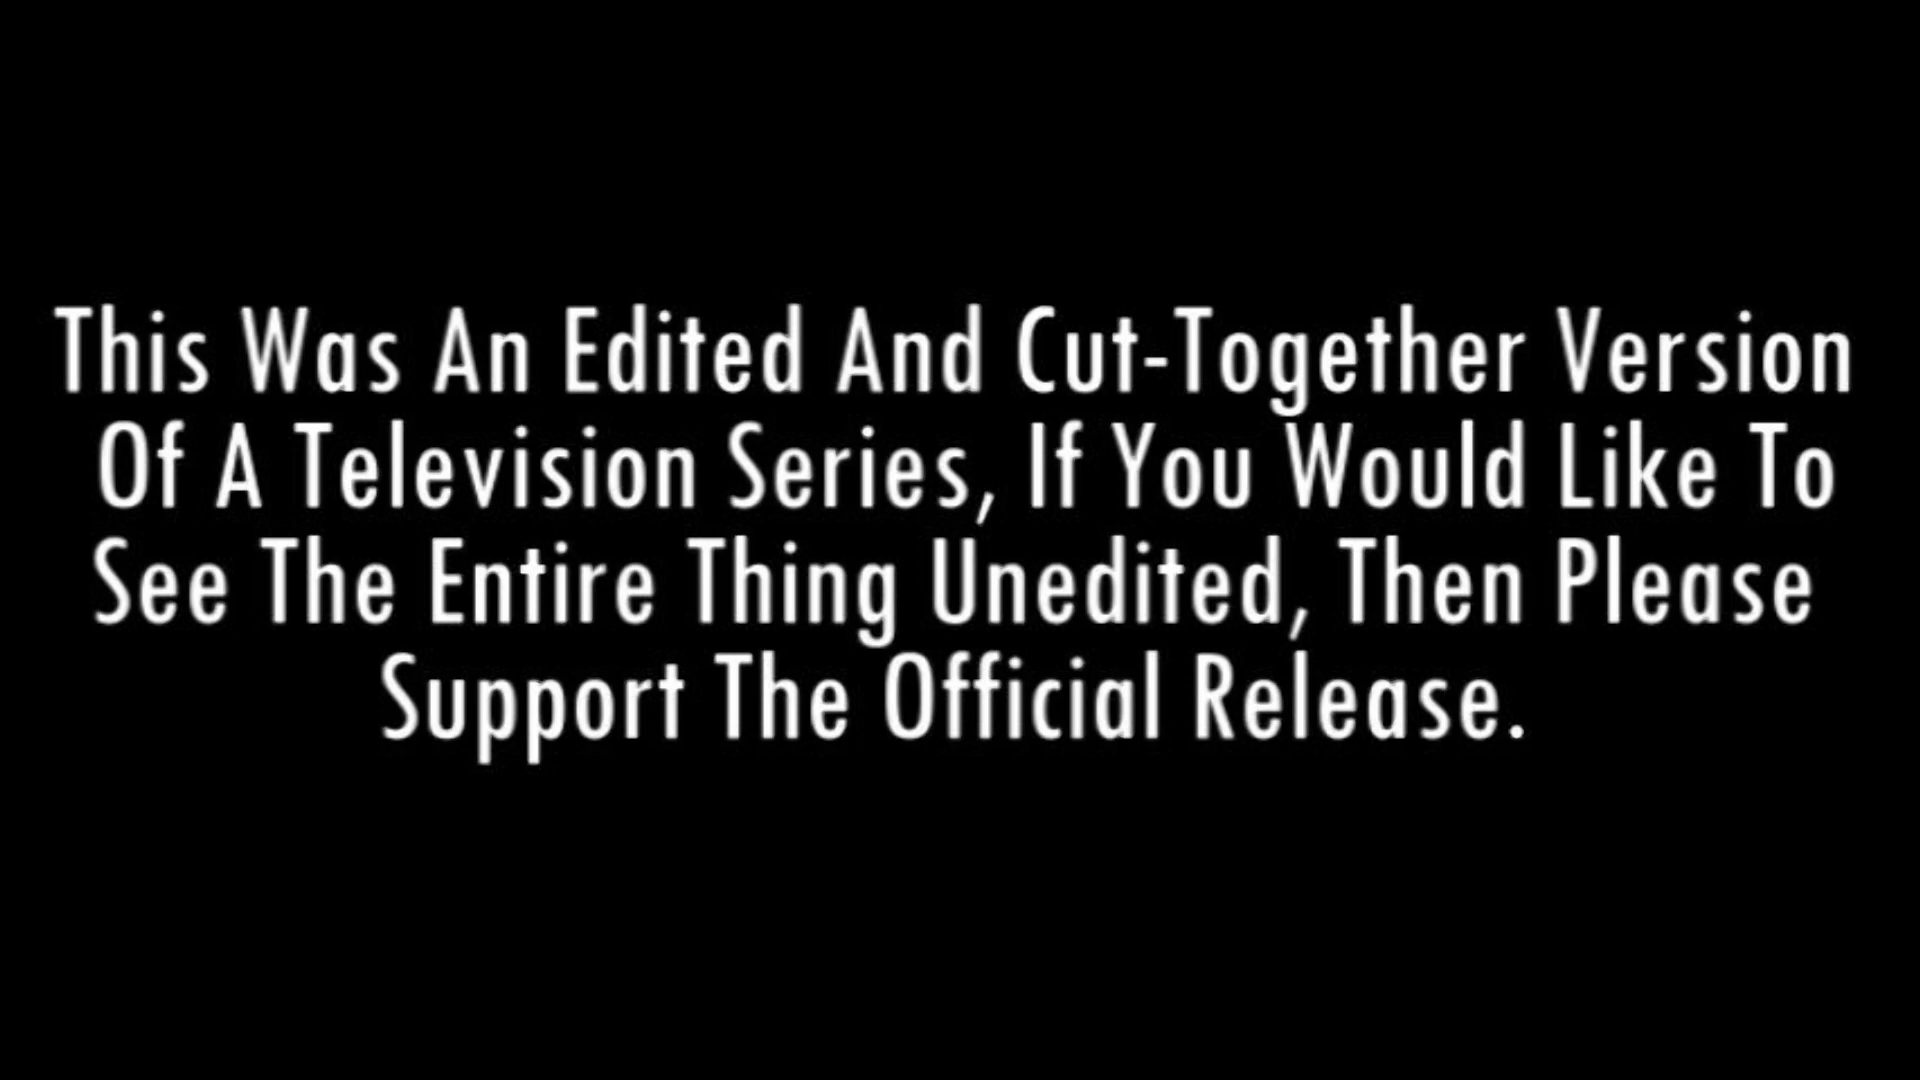 This Was An Edited And Cut-Together Version
Of A Television Series, If You Would Like To
See The Entire Thing Unedited, Then Please
Support The Official Release.